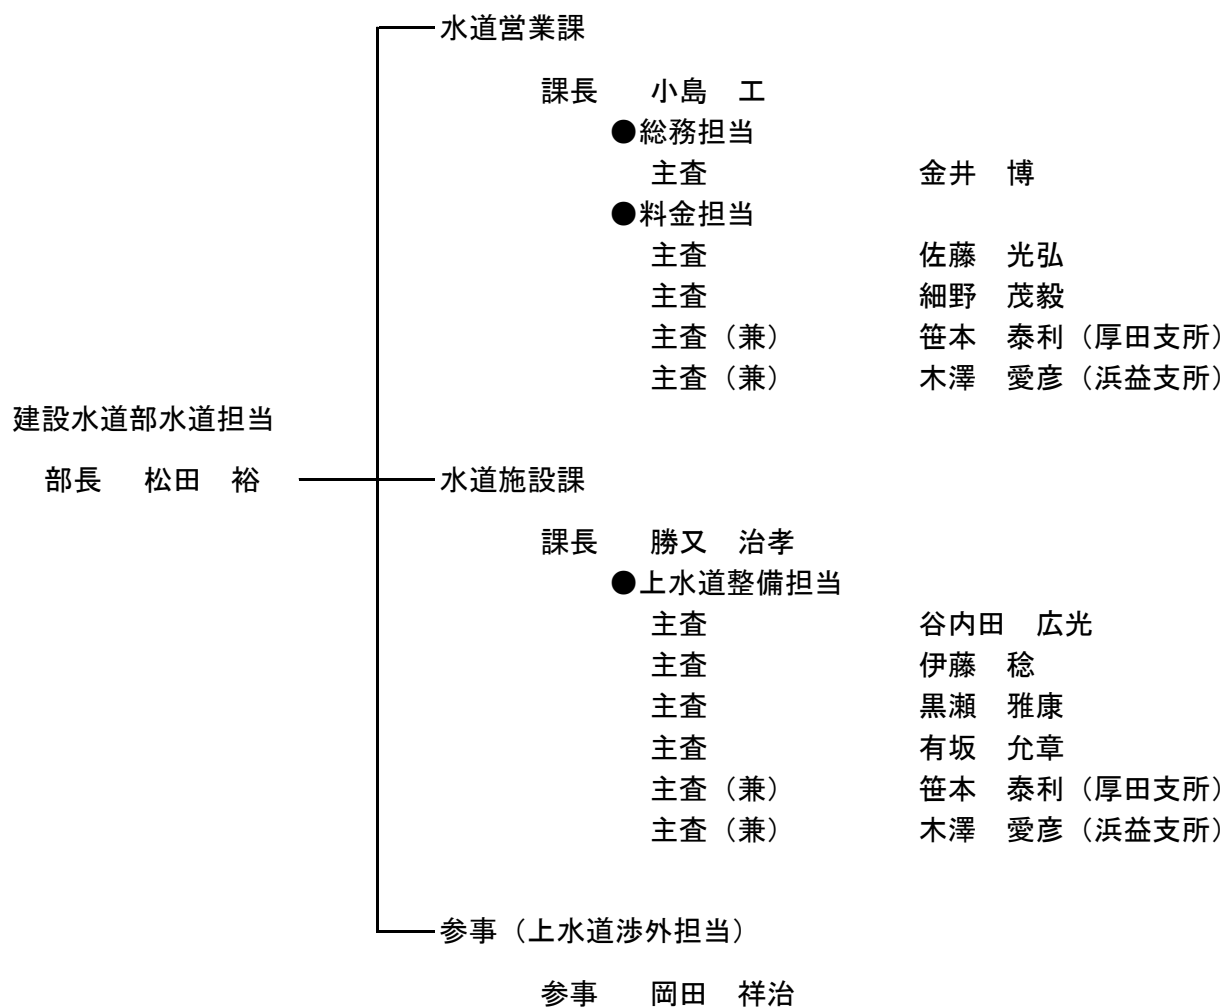 水道営業課
課長　小島　工
●総務担当
主査　金井　博
●料金担当
主査　佐藤　光弘
主査　細野　茂毅
主査（兼）　笹本　泰利（厚田支所）
主査（兼）　木澤　愛彦（浜益支所）
建設水道部水道担当
部長　松田　裕
水道施設課
課長　勝又　治孝
●上水道整備担当
主査　谷内田　広光
主査　伊藤　稔
主査　黒瀬　雅康
主査　有坂　允章
主査（兼）　笹本　泰利（厚田支所）
主査（兼）　木澤　愛彦（浜益支所）
参事（上水道渉外担当）
参事　岡田　祥治